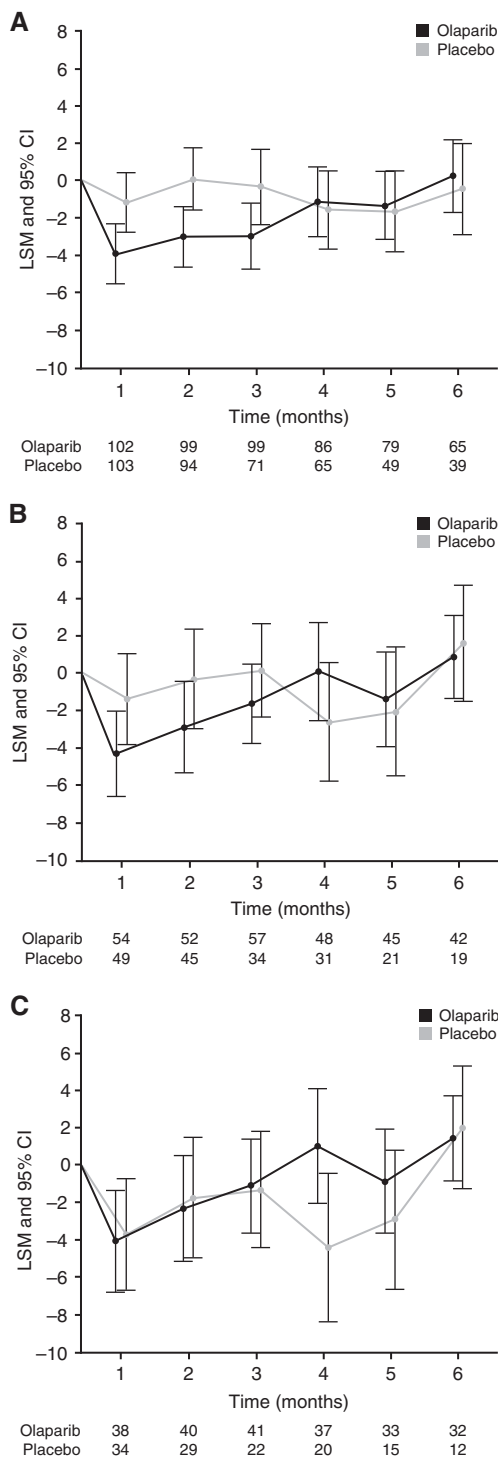 A
Olaparib
Placebo
8
6
4
2
0
−2
−4
−6
−8
−10
LSM and 95% CI
1 2 3 4 5 6
Time (months)
Olaparib 102 99 99 86 79 65
Placebo 103 94 71 65 49 39
B
Olaparib
Placebo
8
6
4
2
0
−2
−4
−6
−8
−10
LSM and 95% CI
1 2 3 4 5 6
Time (months)
Olaparib 54 52 57 48 45 42
Placebo 49 45 34 31 21 19
C
Olaparib
Placebo
8
6
4
2
0
−2
−4
−6
−8
−10
LSM and 95% CI
1 2 3 4 5 6
Time (months)
Olaparib 38 40 41 37 33 32
Placebo 34 29 22 20 15 12